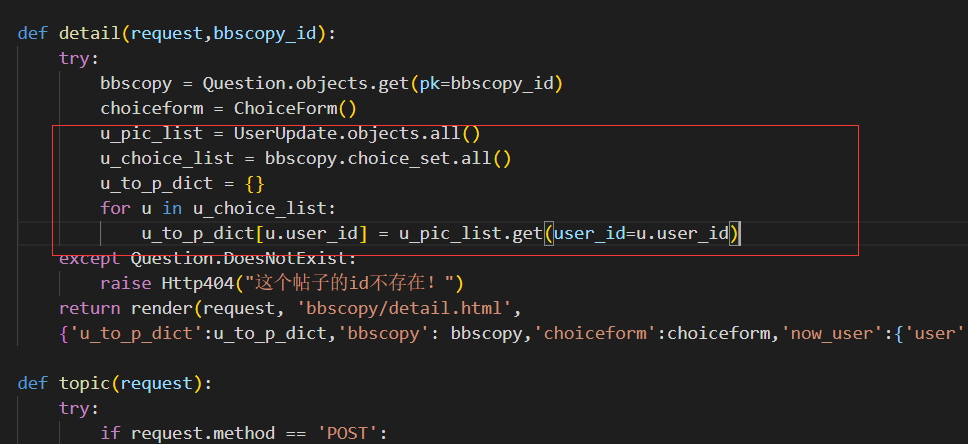 def detail(request,bbscopy_id):
try:
bbscopy = Question.objects.get(pk=bbscopy_id)
choiceform = ChoiceForm()
u_pic_list = UserUpdate.objects.all()
u_choice_list = bbscopy.choice_set.all()
u_to_p_dict = {}
for u in u_choice_list:
u_to_p_dict[u.user_id] = u_pic_list.get(user_id=u.user_id)
except Question.DoesNotExist:
raise Http404("这个帖子的id不存在！")
return render(request, 'bbscopy/detail.html',
{'u_to_p_dict':u_to_p_dict,'bbscopy': bbscopy,'choiceform':choiceform,'now_user':{'user'
def topic(request):
try:
if request.method == 'POST':